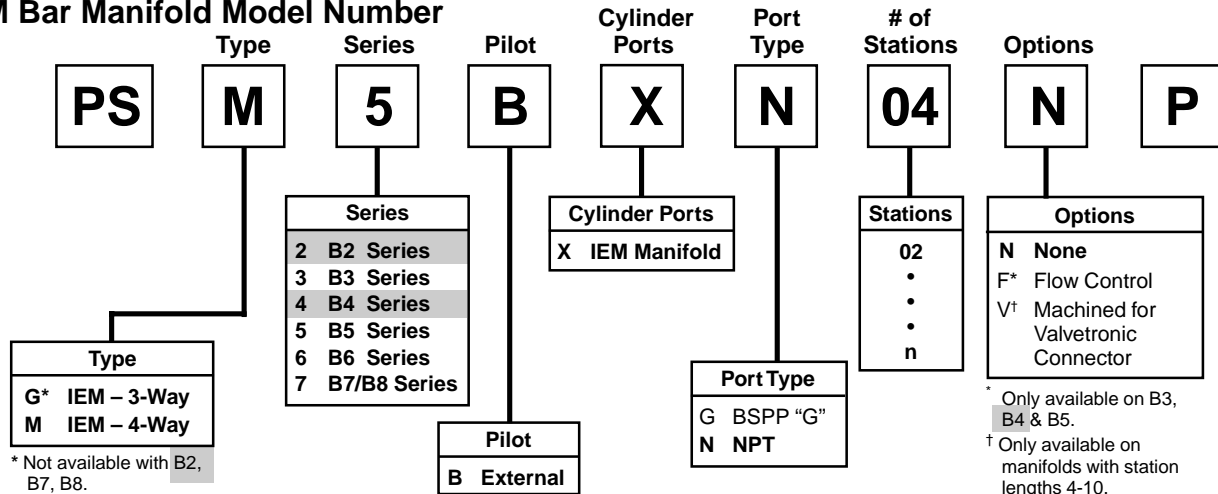 M Bar Manifold Model Number
Type
Series
Pilot
Cylinder
Ports
Port
Type
# of
Stations
Options
PS
M
5
B
X
N
04
N
P
Series
2 B2 Series
3 B3 Series
4 B4 Series
5 B5 Series
6 B6 Series
7 B7/B8 Series
Cylinder Ports
X IEM Manifold
Stations
02
•
•
•
n
Options
N None
F* Flow Control
V† Machined for
Valvetronic
Connector
* Only available on B3,
B4 & B5.
† Only available on
manifolds with station
lengths 4-10.
Type
G* IEM – 3-Way
M IEM – 4-Way
* Not available with B2,
B7, B8.
Port Type
G BSPP “G”
N NPT
Pilot
B External